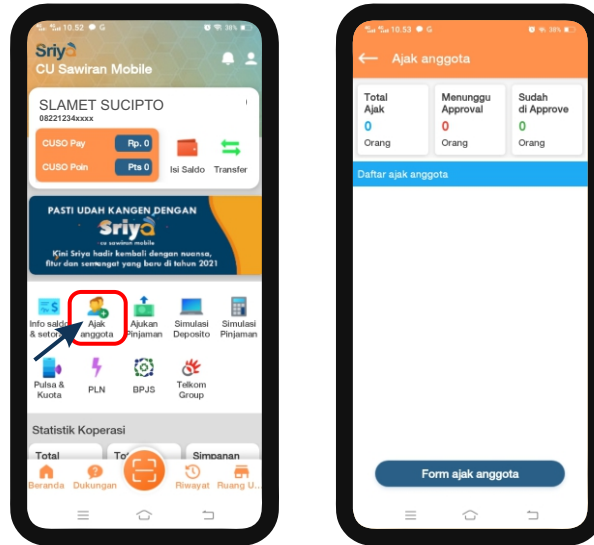 10.52
38%
Sriya
CU Sawiran Mobile
SLAMET SUCIPTO
08221234xxxx
CUSO Pay
Rp. 0
CUSO Poin
Pts 0
Isi Saldo
Transfer
PASTI UDAH KANGEN DENGAN
Sriya
cu sawiran mobile
Kini Sriya hadir kembali dengan nuansa,
fitur dan semangat yang baru di tahun 2021
Info saldo
& setoran
Ajak
anggota
Ajukan
Pinjaman
Simulasi
Deposito
Simulasi
Pinjaman
Pulsa &
Kuota
PLN
BPJS
Telkom
Group
Statistik Koperasi
Total
Tot
Simpanan
Beranda
Dukungan
Riwayat
Ruang U...
10.53
38%
Ajak anggota
Total
Ajak
0
Orang
Menunggu
Approval
0
Orang
Sudah
di Approve
0
Orang
Daftar ajak anggota
Form ajak anggota